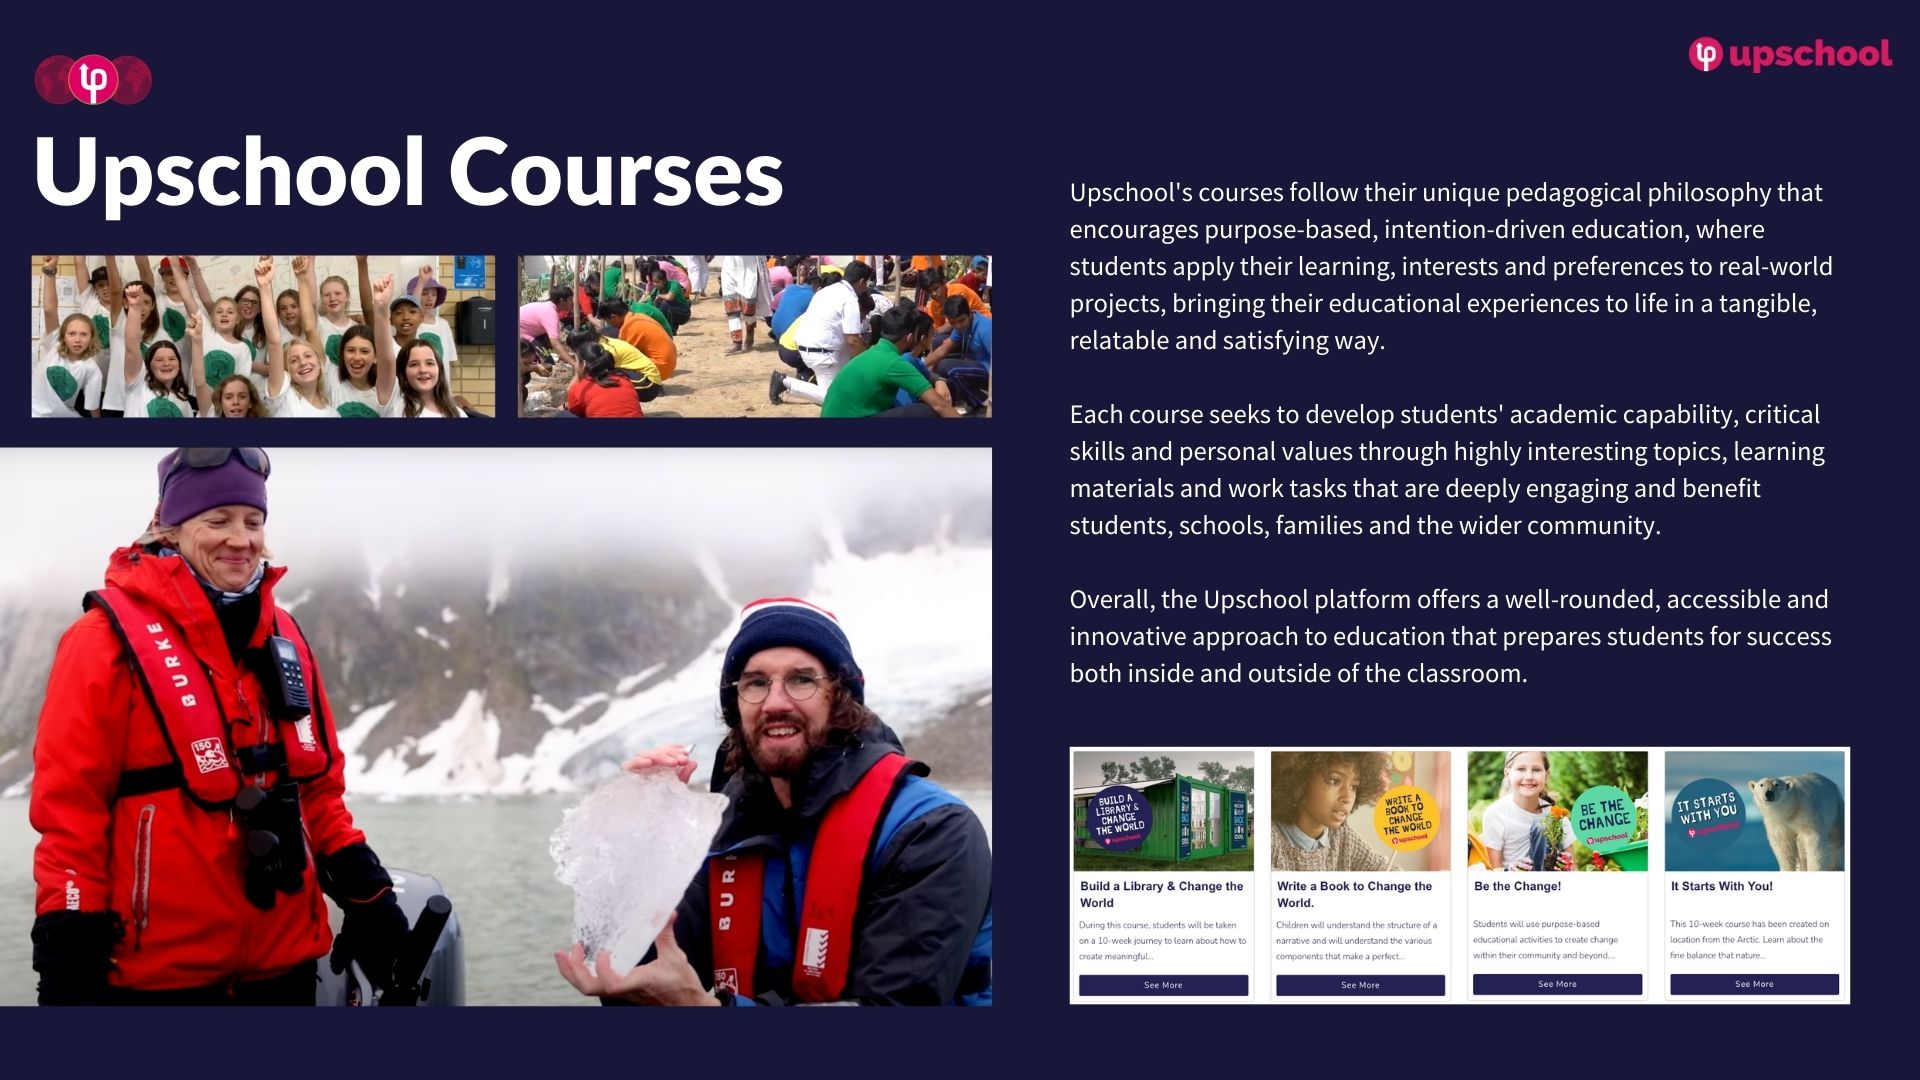 upschool
Upschool Courses
Upschool's courses follow their unique pedagogical philosophy that
encourages purpose-based, intention-driven education, where
students apply their learning, interests and preferences to real-world
projects, bringing their educational experiences to life in a tangible,
relatable and satisfying way.
Each course seeks to develop students' academic capability, critical
skills and personal values through highly interesting topics, learning
materials and work tasks that are deeply engaging and benefit
students, schools, families and the wider community.
Overall, the Upschool platform offers a well-rounded, accessible and
innovative approach to education that prepares students for success
both inside and outside of the classroom.
BURKE
150
AECO
BUR
150
BUILD A
LIBRARY &
CHANGE
THE WORLD
upschool
Build a Library & Change the
World
During this course, students will be taken
on a 10-week journey to learn about how to
create meaningful...
See More
WRITE A
BOOK TO
CHANGE
THE WORLD
upschool
Write a Book to Change the
World.
Children will understand the structure of a
narrative and will understand the various
components that make a perfect...
See More
BE THE
CHANGE
upschool
Be the Change!
Students will use purpose-based
educational activities to create change
within their community and beyond....
See More
IT STARTS
WITH YOU
upschool
It Starts With You!
This 10-week course has been created on
location from the Arctic. Learn about the
fine balance that nature...
See More